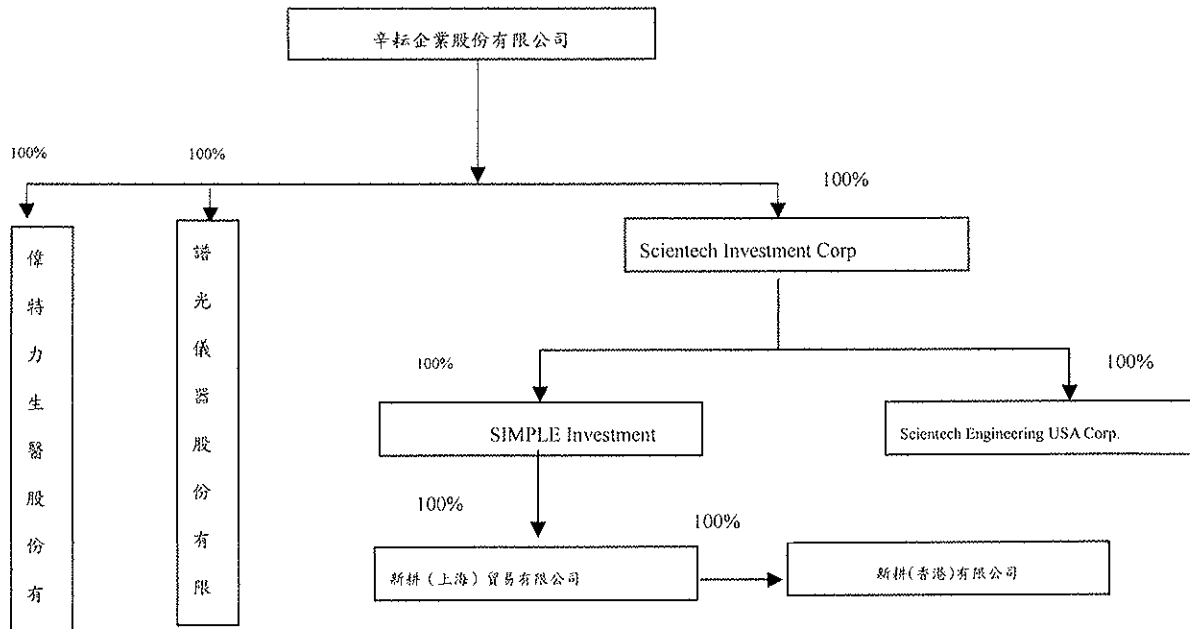 辛耘企業股份有限公司
100%
100%
100%
偉特力生醫股份有
譜光儀器股份有限
Scientech Investment Corp
100%
100%
SIMPLE Investment
Scientech Engineering USA Corp.
100%
100%
新耕（上海）貿易有限公司
新耕(香港)有限公司